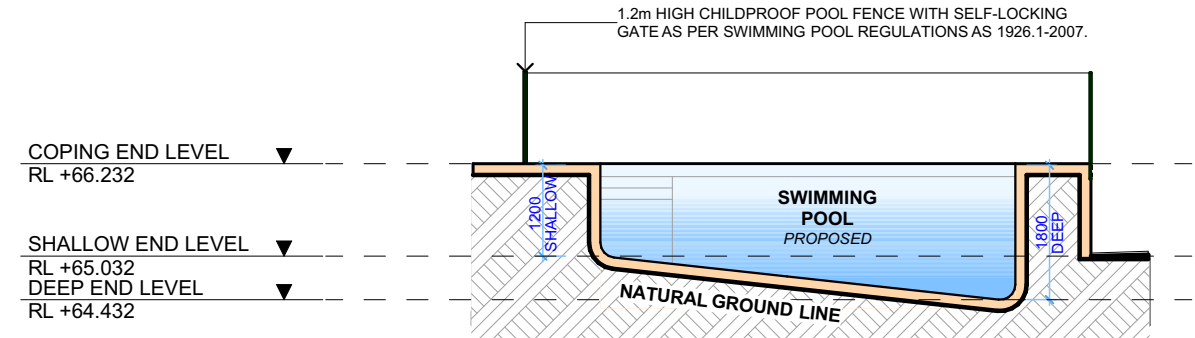 1.2m HIGH CHILDPROOF POOL FENCE WITH SELF-LOCKING
GATE AS PER SWIMMING POOL REGULATIONS AS 1926.1-2007.
COPING END LEVEL
RL +66.232
SHALLOW END LEVEL
RL +65.032
DEEP END LEVEL
RL +64.432
1200
SHALLOW
SWIMMING
POOL
PROPOSED
1800
DEEP
NATURAL GROUND LINE